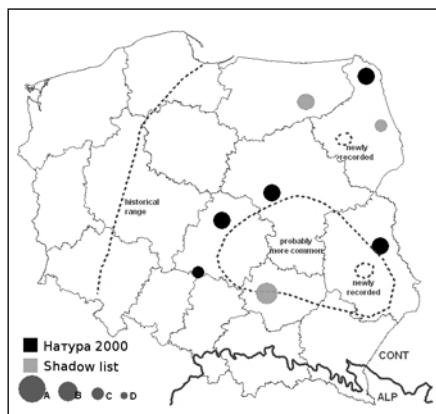 newly
recorded
historical
range
probably
more common
newly
recorded
Натура 2000
Shadow list
A B C D
CONT
ALP